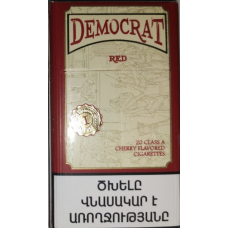 DEMOCRAT
RED
20 CLASS A
CHERRY FLAVORED
CIGARETTES
ԾԽԵԼԸ
ՎՆԱՍԱԿԱՐ Է
ԱՌՈՂՋՈՒԹՅԱՆԸ